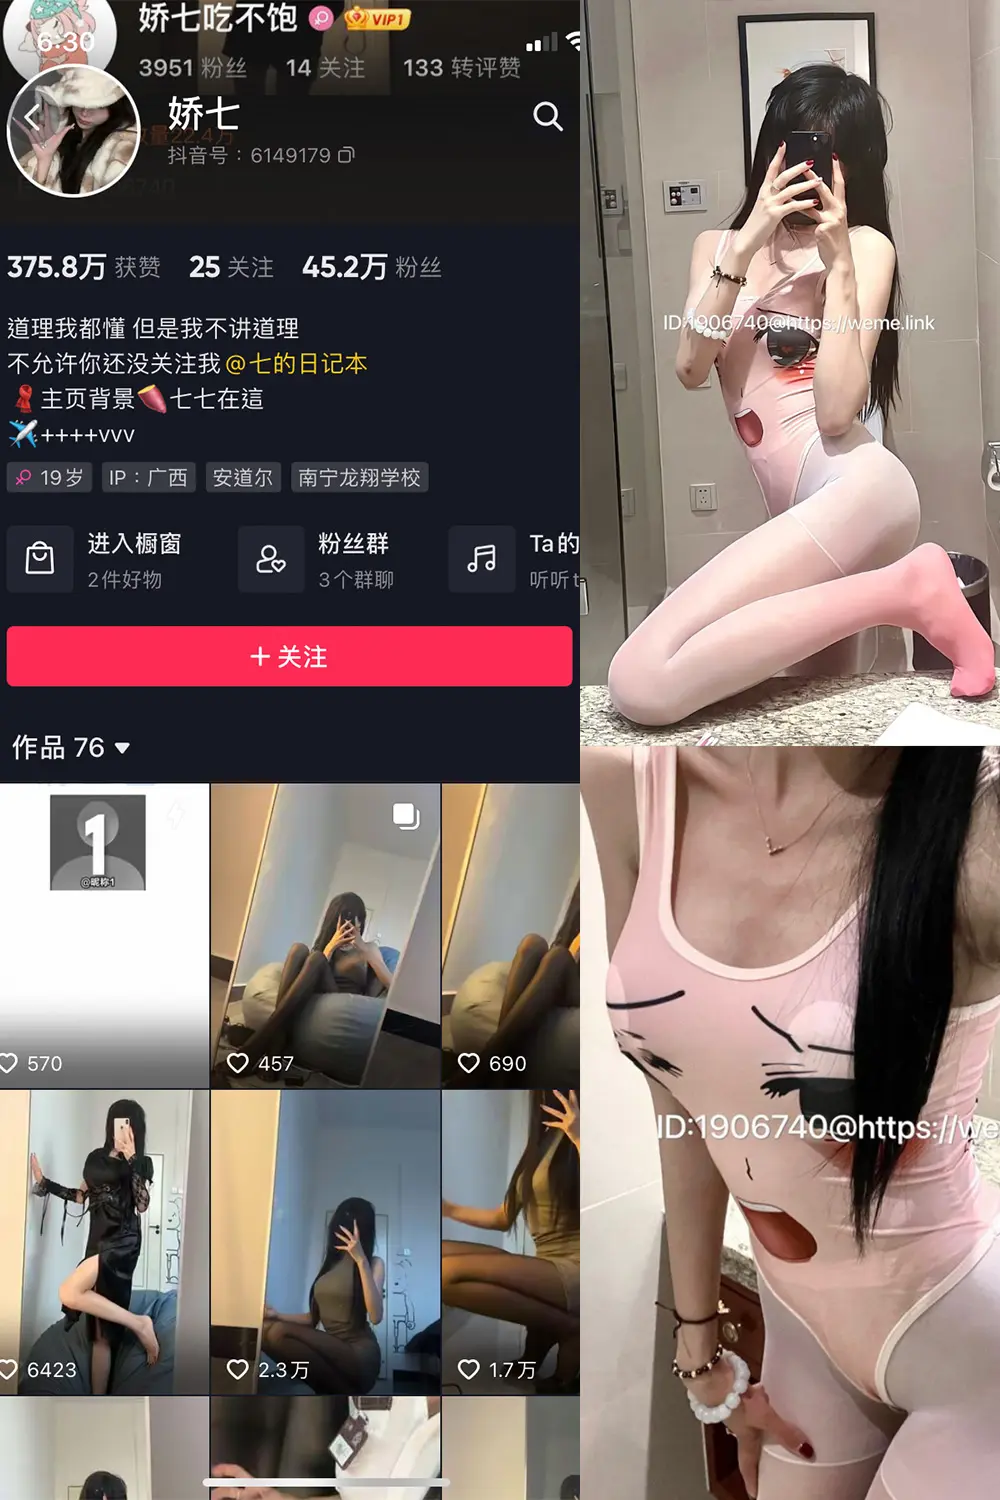 娇七吃不饱 VIP1
6:30
3951 粉丝 14 关注 133 转评赞
娇七
抖音号：6149179
375.8万 获赞 25 关注 45.2万 粉丝
道理我都懂 但是我不讲道理
不允许你还没关注我 @七的日记本
主页背景 七七在這
++++vvv
19岁 IP：广西 安道尔 南宁龙翔学校
进入橱窗
2件好物
粉丝群
3个群聊
Ta的
听听t
+ 关注
作品 76
1
@昵称1
570
457
690
6423
2.3万
1.7万
ID:1906740@https://weme.link
ID:1906740@https://we